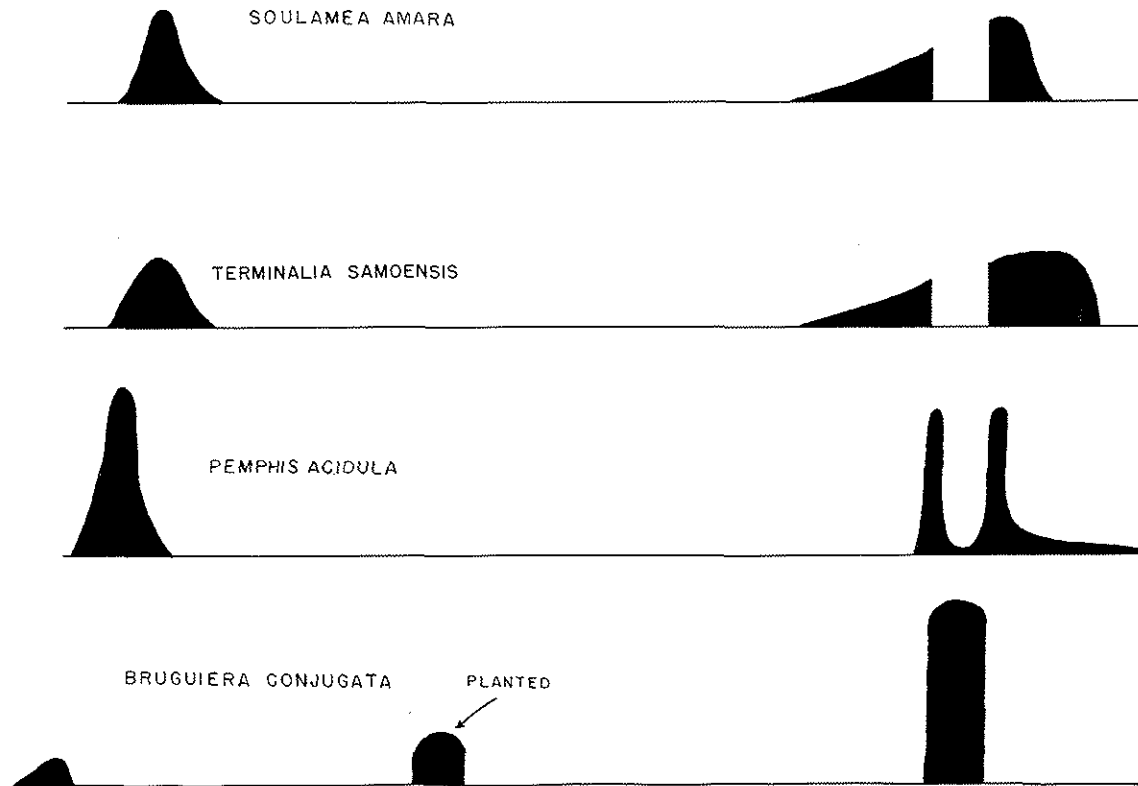 SOULAMEA AMARA
TERMINALIA SAMOENSIS
PEMPHIS ACIDULA
BRUGUIERA CONJUGATA
PLANTED